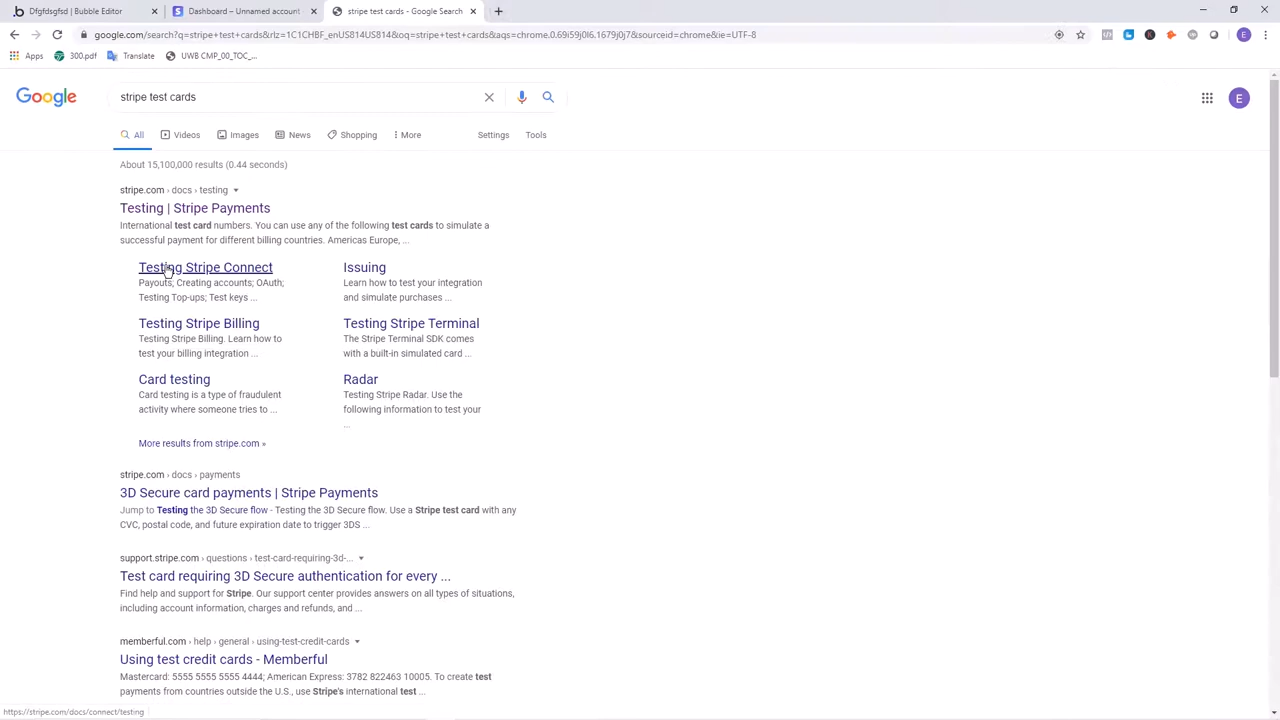 Dfgfdsgfsd | Bubble Editor
Dashboard – Unnamed account
stripe test cards - Google Search
google.com/search?q=stripe+test+cards&rlz=1C1CHBF_enUS814US814&oq=stripe+test+cards&aqs=chrome.0.69i59j0l6.1679j0j7&sourceid=chrome&ie=UTF-8
E
Apps
300.pdf
Translate
UWB CMP_00_TOC_...
Google
stripe test cards
E
All
Videos
Images
News
Shopping
More
Settings
Tools
About 15,100,000 results (0.44 seconds)
stripe.com › docs › testing
Testing | Stripe Payments
International test card numbers. You can use any of the following test cards to simulate a
successful payment for different billing countries. Americas Europe, ...
Testing Stripe Connect
Payouts; Creating accounts; OAuth;
Testing Top-ups; Test keys ...
Issuing
Learn how to test your integration
and simulate purchases ...
Testing Stripe Billing
Testing Stripe Billing. Learn how to
test your billing integration ...
Testing Stripe Terminal
The Stripe Terminal SDK comes
with a built-in simulated card ...
Card testing
Card testing is a type of fraudulent
activity where someone tries to ...
Radar
Testing Stripe Radar. Use the
following information to test your
...
More results from stripe.com »
stripe.com › docs › payments
3D Secure card payments | Stripe Payments
Jump to Testing the 3D Secure flow - Testing the 3D Secure flow. Use a Stripe test card with any
CVC, postal code, and future expiration date to trigger 3DS ...
support.stripe.com › questions › test-card-requiring-3d-...
Test card requiring 3D Secure authentication for every ...
Find help and support for Stripe. Our support center provides answers on all types of situations,
including account information, charges and refunds, and ...
memberful.com › help › general › using-test-credit-cards
Using test credit cards - Memberful
Mastercard: 5555 5555 5555 4444; American Express: 3782 822463 10005. To create test
payments from countries outside the U.S., use Stripe's international test ...
https://stripe.com/docs/connect/testing